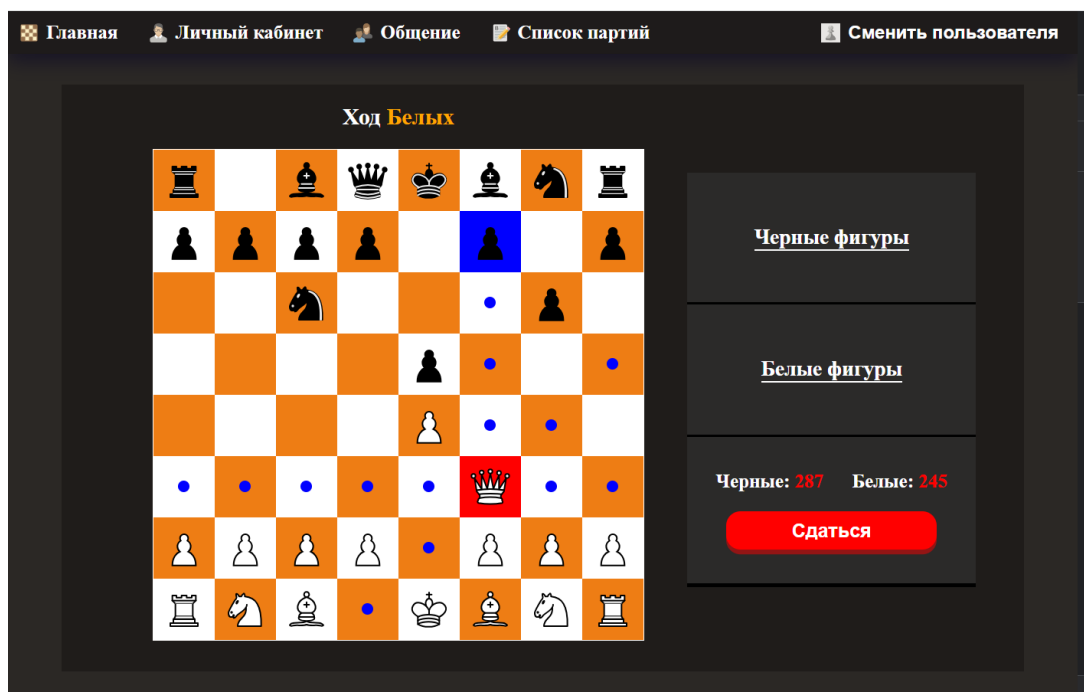 Главная Личный кабинет Общение Список партий Сменить пользователя
Ход Белых
Черные фигуры
Белые фигуры
Черные: 287 Белые: 245
Сдаться